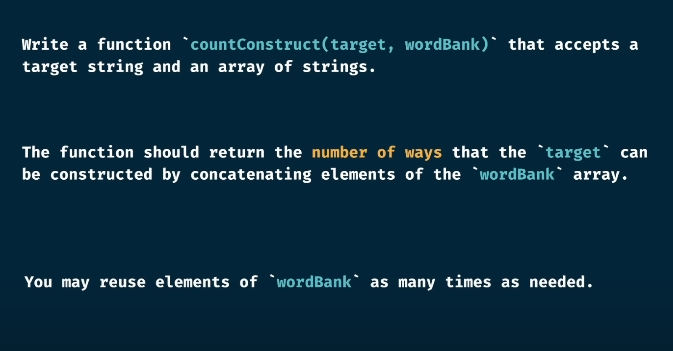 Write a function `countConstruct(target, wordBank)` that accepts a
target string and an array of strings.
The function should return the number of ways that the `target` can
be constructed by concatenating elements of the `wordBank` array.
You may reuse elements of `wordBank` as many times as needed.